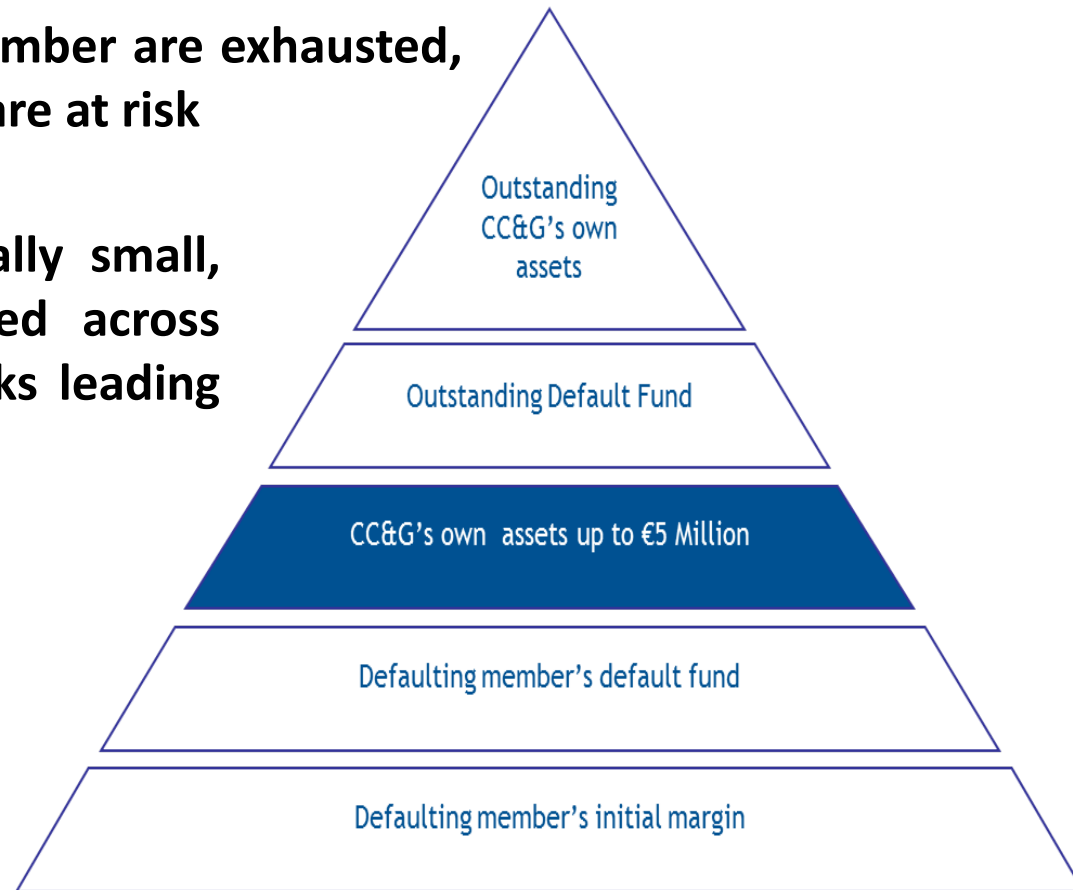 mber are exhausted,
are at risk
ally small,
ed across
ks leading
Outstanding
CC&G's own
assets
Outstanding Default Fund
CC&G's own assets up to €5 Million
Defaulting member's default fund
Defaulting member's initial margin